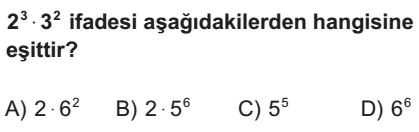 2³ · 3² ifadesi aşağıdakilerden hangisine
eşittir?
A) 2 · 6² B) 2 · 5⁶ C) 5⁵ D) 6⁶